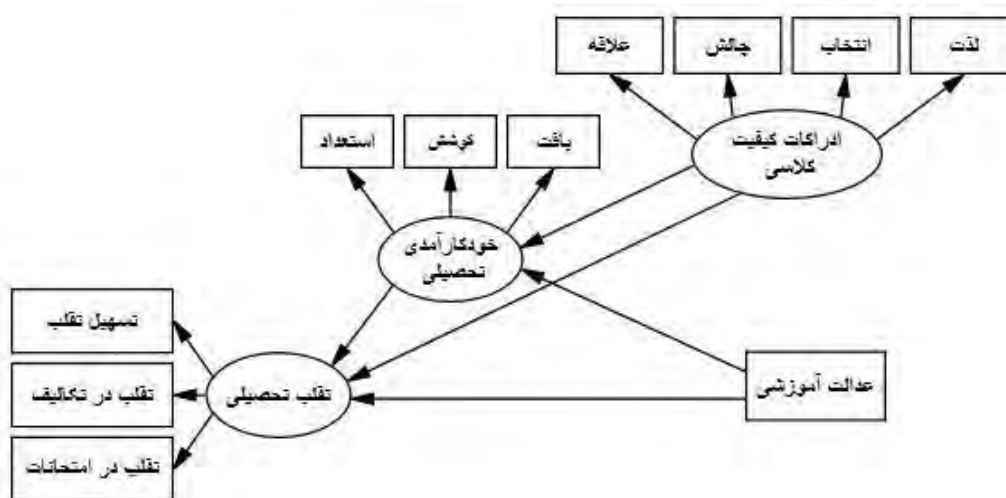 لذت
انتخاب
چالش
علاقه
ادراکات کیفیت
کلاسی
بافت
کوشش
استعداد
خودکارآمدی
تحصیلی
تسهیل تقلب
تقلب در تکالیف
تقلب در امتحانات
تقلب تحصیلی
عدالت آموزشی